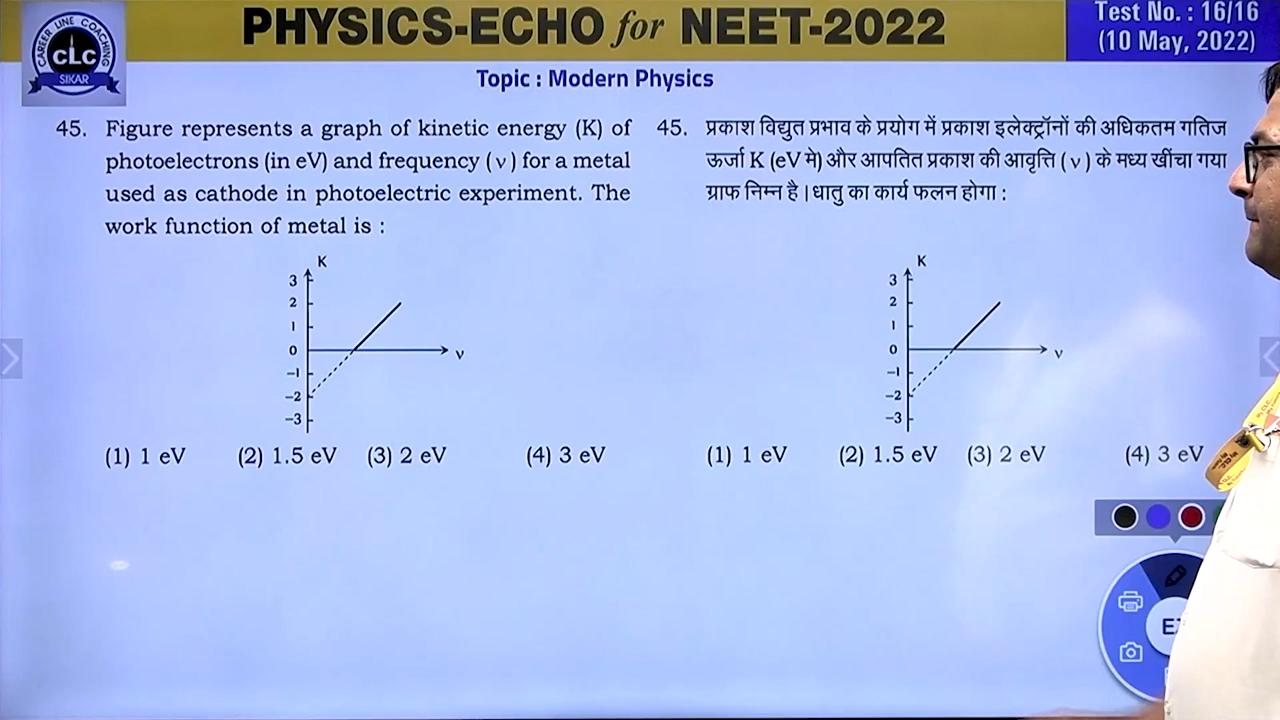 PHYSICS-ECHO for NEET-2022
Test No. : 16/16
(10 May, 2022)
CAREER LINE COACHING
CLC
SIKAR
Topic : Modern Physics
45. Figure represents a graph of kinetic energy (K) of
photoelectrons (in eV) and frequency (ν) for a metal
used as cathode in photoelectric experiment. The
work function of metal is :
K
3
2
1
0
–1
–2
–3
ν
(1) 1 eV (2) 1.5 eV (3) 2 eV (4) 3 eV
45. प्रकाश विद्युत प्रभाव के प्रयोग में प्रकाश इलेक्ट्रॉनों की अधिकतम गतिज
ऊर्जा K (eV मे) और आपतित प्रकाश की आवृत्ति (ν) के मध्य खींचा गया
ग्राफ निम्न है। धातु का कार्य फलन होगा :
K
3
2
1
0
–1
–2
–3
ν
(1) 1 eV (2) 1.5 eV (3) 2 eV (4) 3 eV